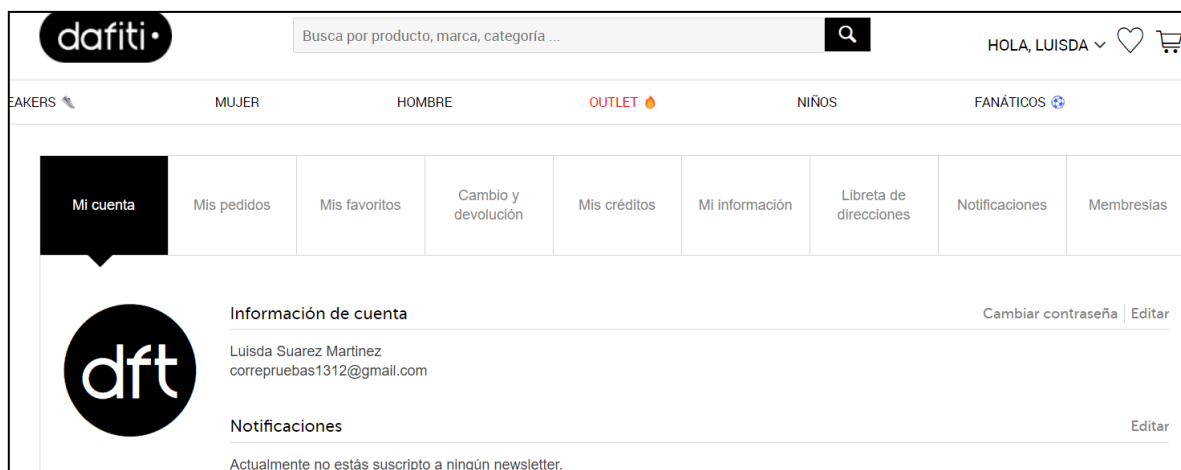 dafiti
Busca por producto, marca, categoría ...
HOLA, LUISDA
EAKERS
MUJER
HOMBRE
OUTLET
NIÑOS
FANÁTICOS
Mi cuenta
Mis pedidos
Mis favoritos
Cambio y
devolución
Mis créditos
Mi información
Libreta de
direcciones
Notificaciones
Membresias
dft
Información de cuenta
Cambiar contraseña
Editar
Luisda Suarez Martinez
correpruebas1312@gmail.com
Notificaciones
Editar
Actualmente no estás suscripto a ningún newsletter.